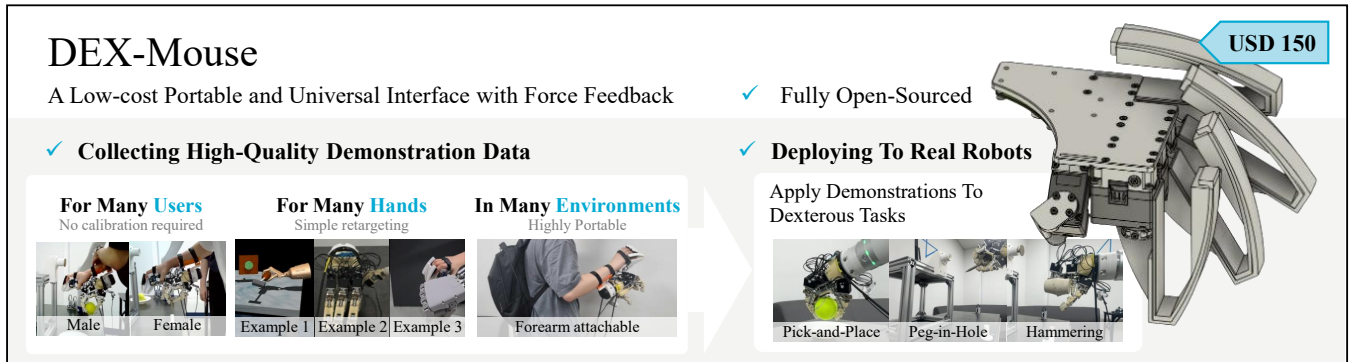 DEX-Mouse
USD 150
A Low-cost Portable and Universal Interface with Force Feedback
✓ Fully Open-Sourced
✓ Collecting High-Quality Demonstration Data
For Many Users
No calibration required
Male
Female
For Many Hands
Simple retargeting
Example 1
Example 2
Example 3
In Many Environments
Highly Portable
Forearm attachable
✓ Deploying To Real Robots
Apply Demonstrations To
Dexterous Tasks
Pick-and-Place
Peg-in-Hole
Hammering